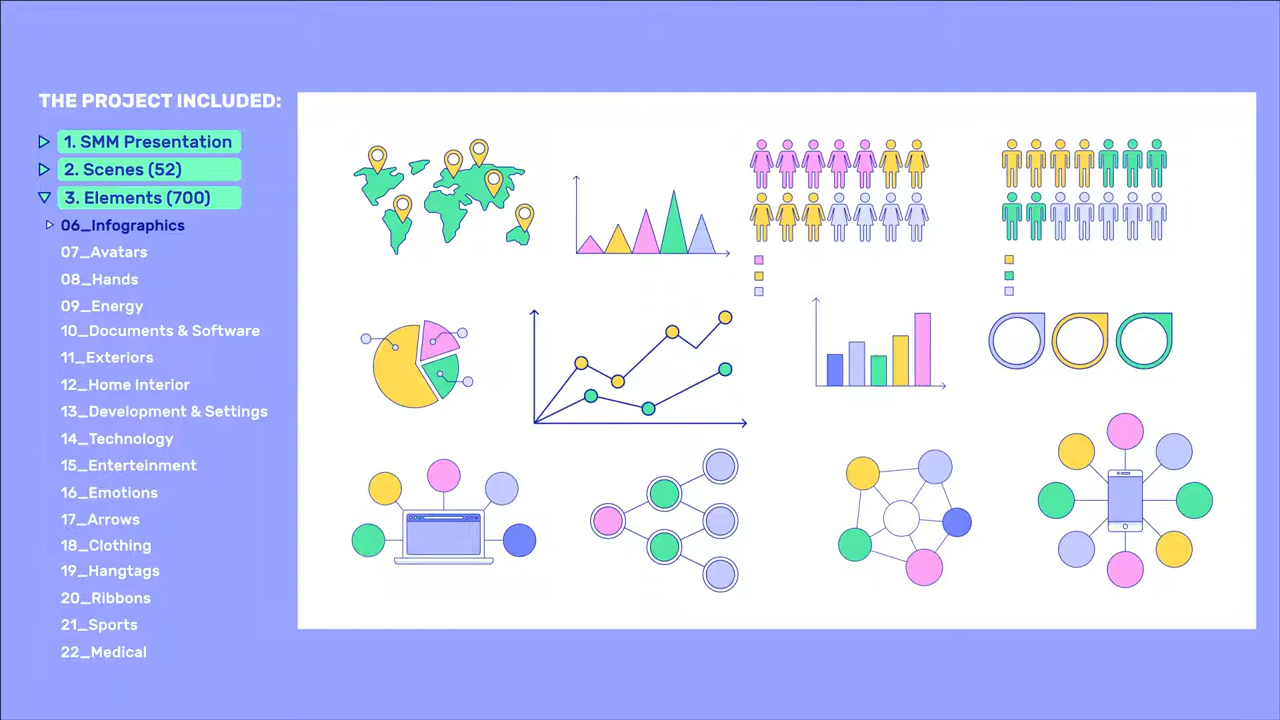 THE PROJECT INCLUDED:
1. SMM Presentation
2. Scenes (52)
3. Elements (700)
06_Infographics
07_Avatars
08_Hands
09_Energy
10_Documents & Software
11_Exteriors
12_Home Interior
13_Development & Settings
14_Technology
15_Enterteinment
16_Emotions
17_Arrows
18_Clothing
19_Hangtags
20_Ribbons
21_Sports
22_Medical